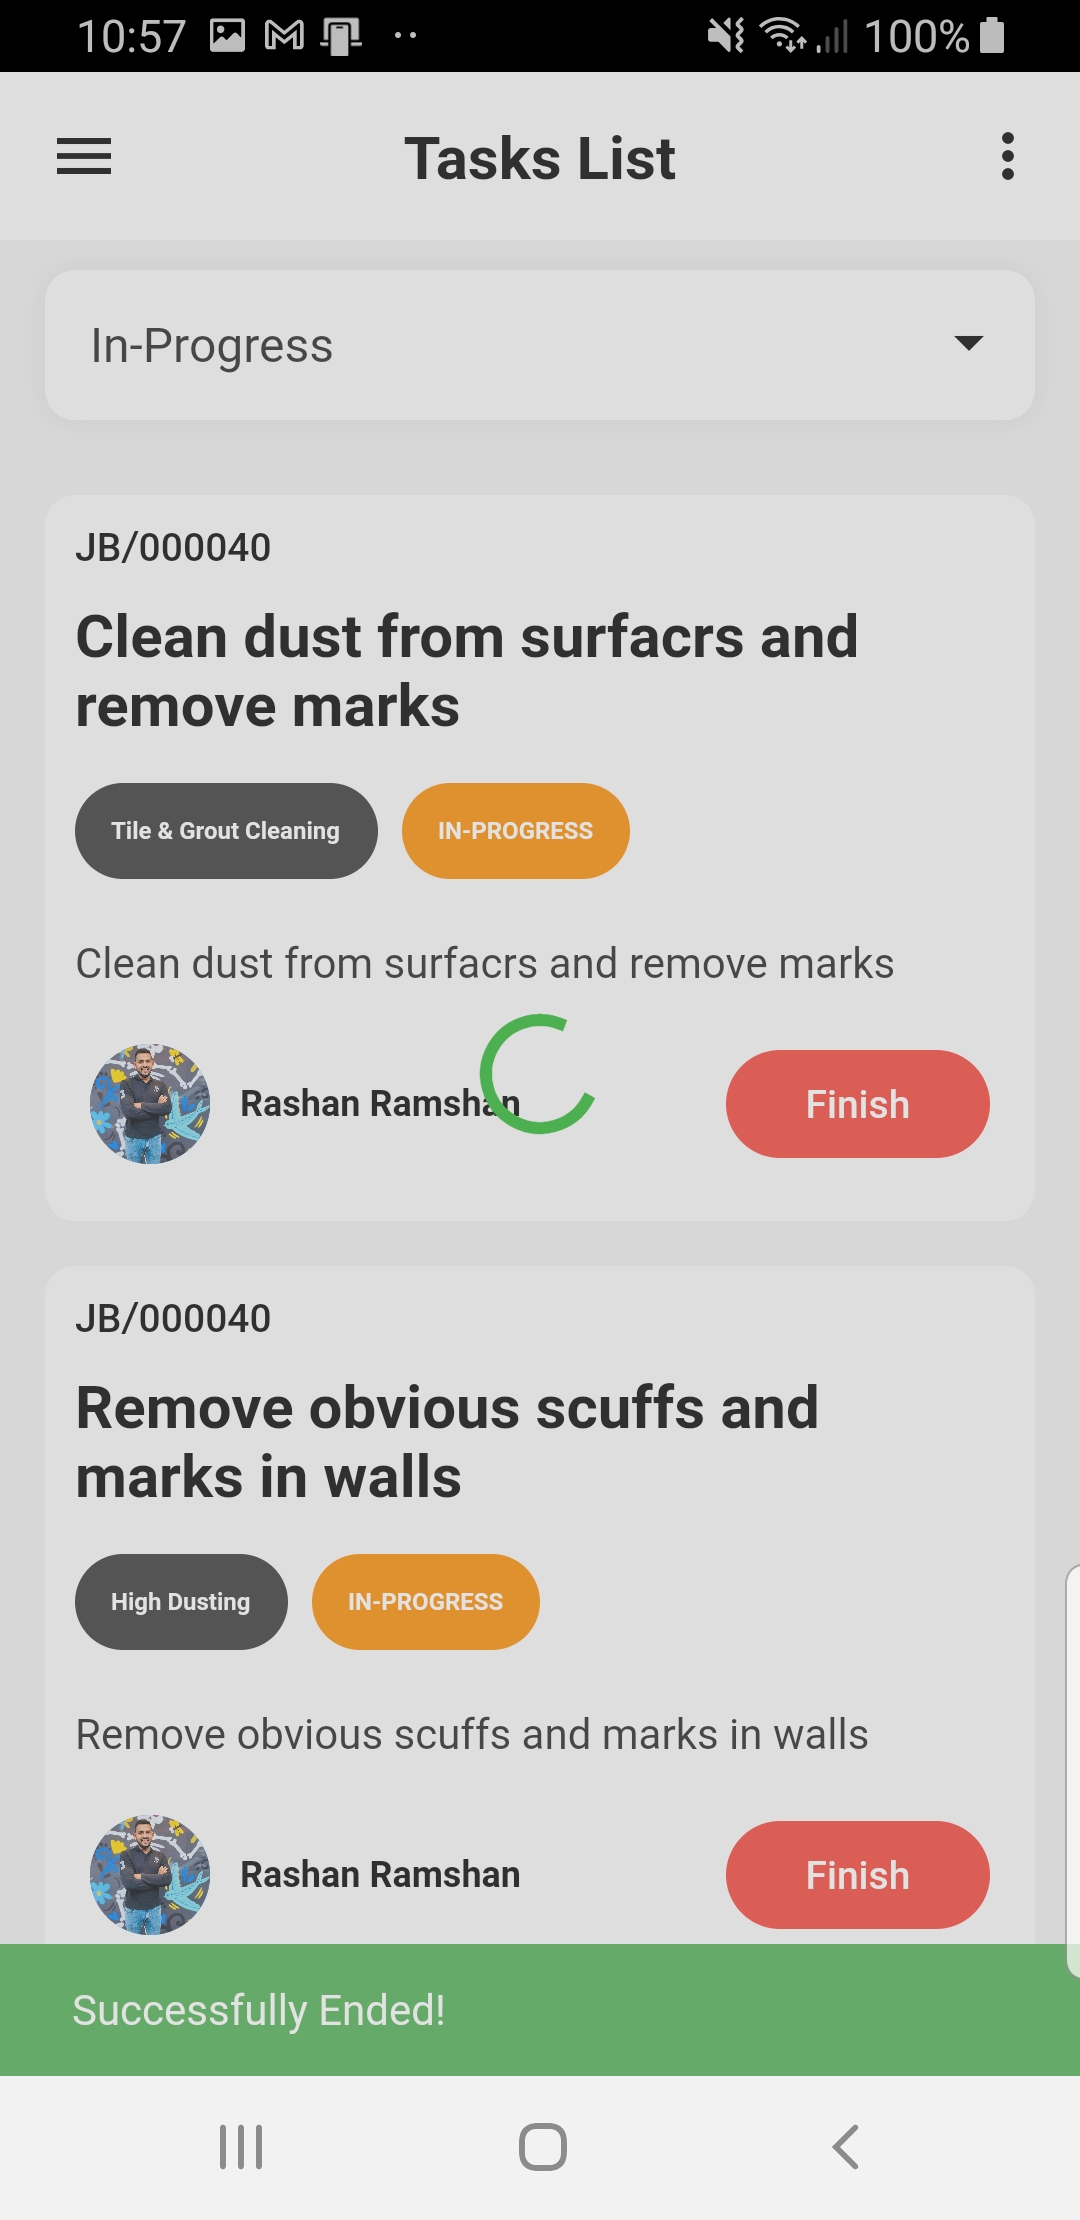 10:57
100%
Tasks List
In-Progress
JB/000040
Clean dust from surfacrs and
remove marks
Tile & Grout Cleaning
IN-PROGRESS
Clean dust from surfacrs and remove marks
Rashan Ramshan
Finish
JB/000040
Remove obvious scuffs and
marks in walls
High Dusting
IN-PROGRESS
Remove obvious scuffs and marks in walls
Rashan Ramshan
Finish
Successfully Ended!